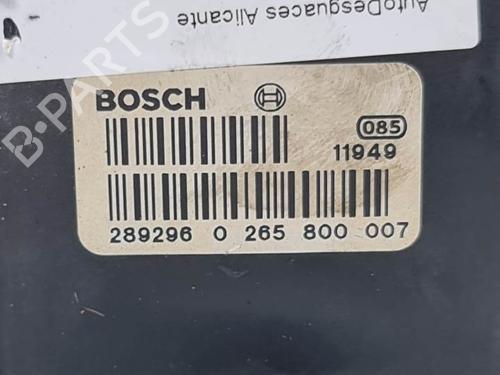 AutoDesguaces Alicante
B-PARTS
BOSCH
085
11949
289296 0 265 800 007